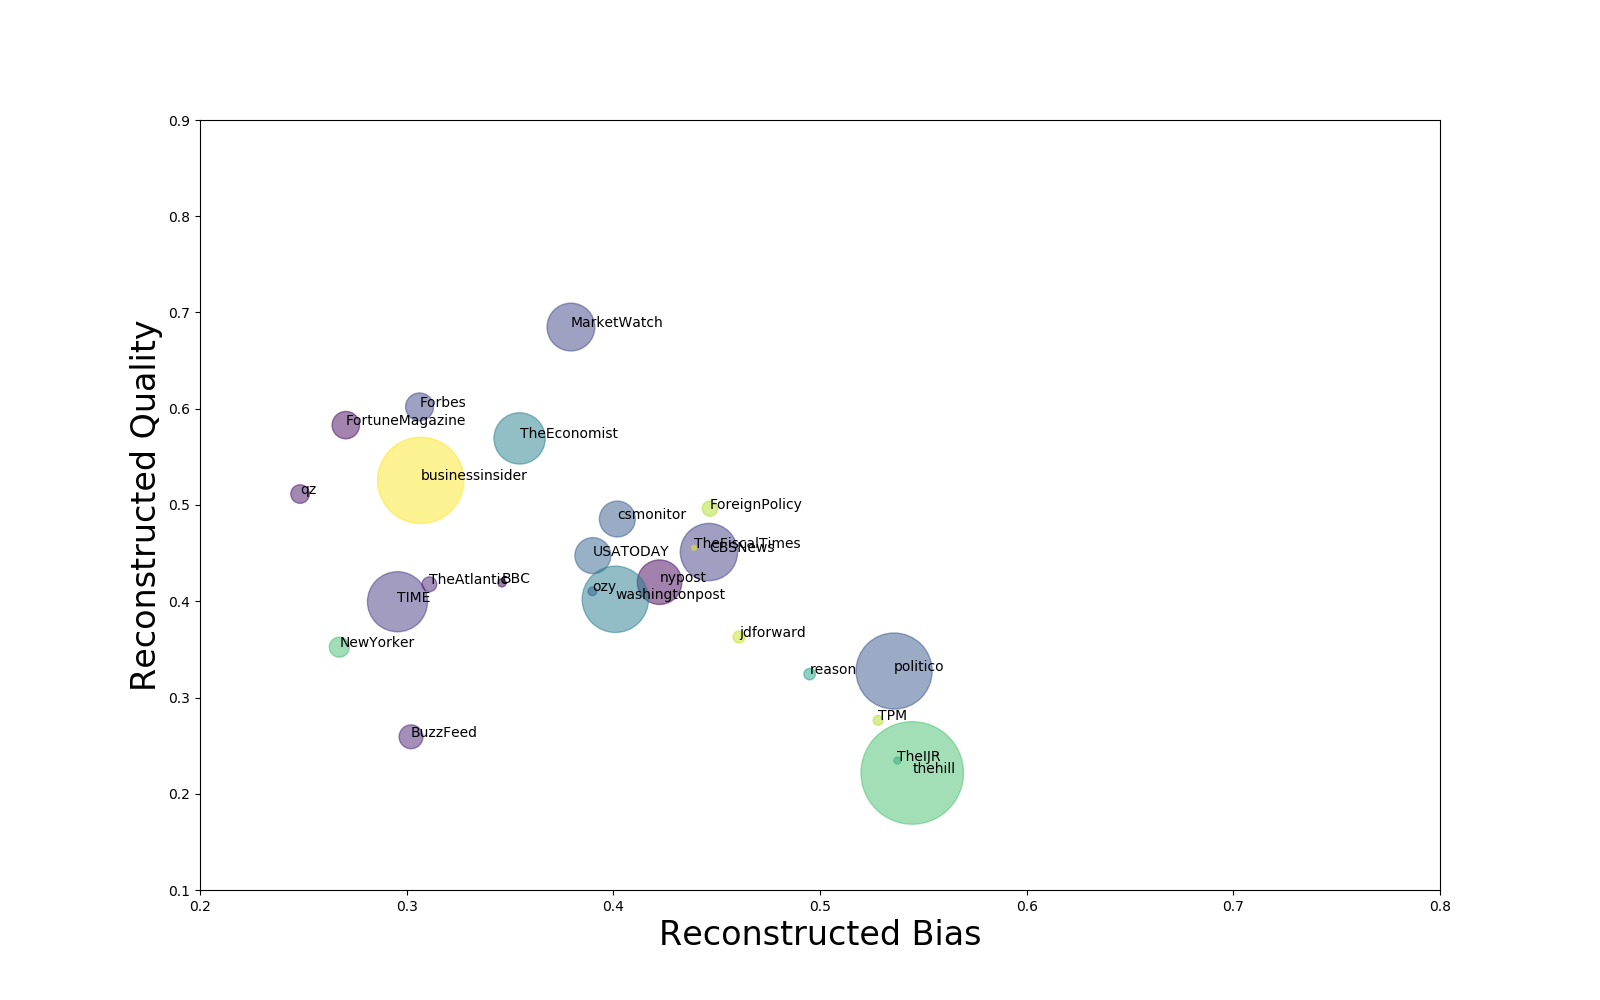 0.9
0.8
0.7
0.6
0.5
0.4
0.3
0.2
0.1
Reconstructed Quality
MarketWatch
Forbes
FortuneMagazine
TheEconomist
businessinsider
qz
ForeignPolicy
csmonitor
TheFiscalTimes
CBSNews
USATODAY
nypost
BBC
TheAtlantic
ozy
washingtonpost
TIME
jdforward
NewYorker
reason
politico
TPM
BuzzFeed
TheIJR
thehill
0.2 0.3 0.4 0.5 0.6 0.7 0.8
Reconstructed Bias